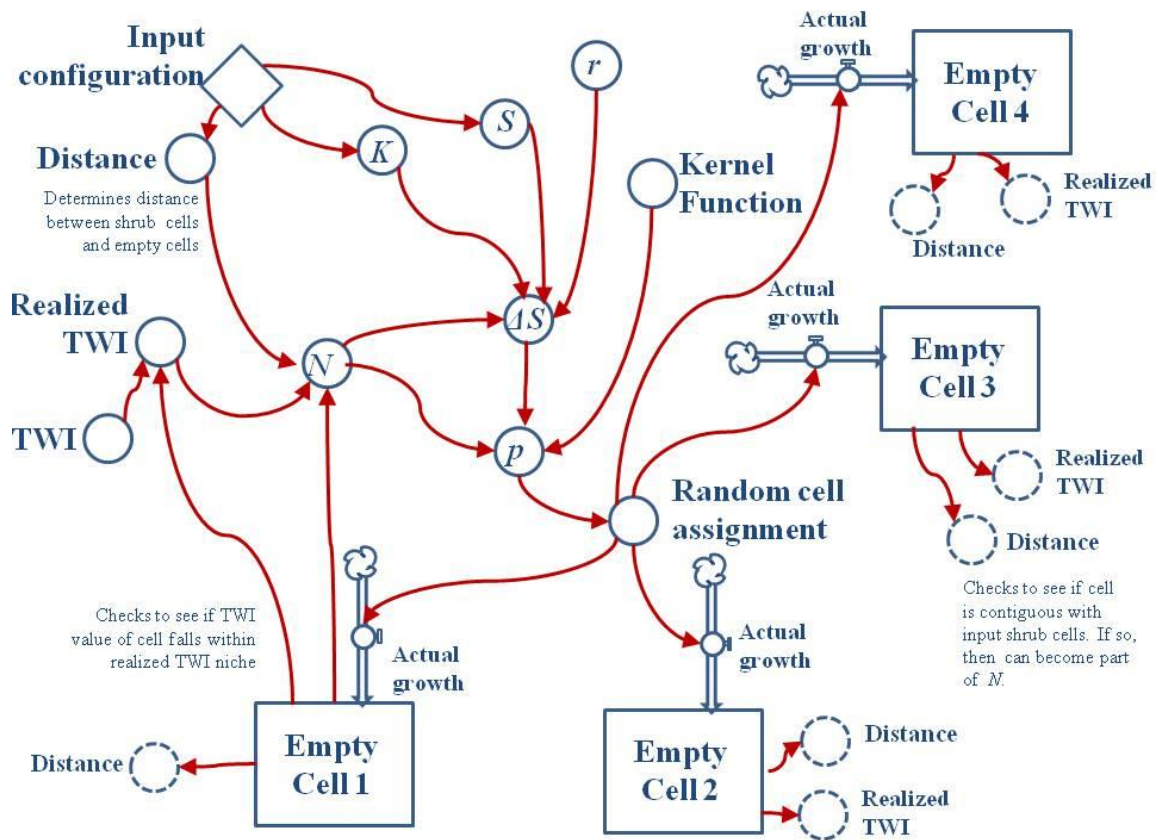 Input
configuration
Distance
Determines distance
between shrub cells
and empty cells
K
S
r
Kernel
Function
Realized
TWI
TWI
N
ΔS
p
Random cell
assignment
Actual
growth
Empty
Cell 4
Distance
Realized
TWI
Actual
growth
Empty
Cell 3
Realized
TWI
Distance
Checks to see if cell
is contiguous with
input shrub cells. If so,
then can become part
of N.
Checks to see if TWI
value of cell falls within
realized TWI niche
Actual
growth
Empty
Cell 1
Distance
Actual
growth
Empty
Cell 2
Distance
Realized
TWI